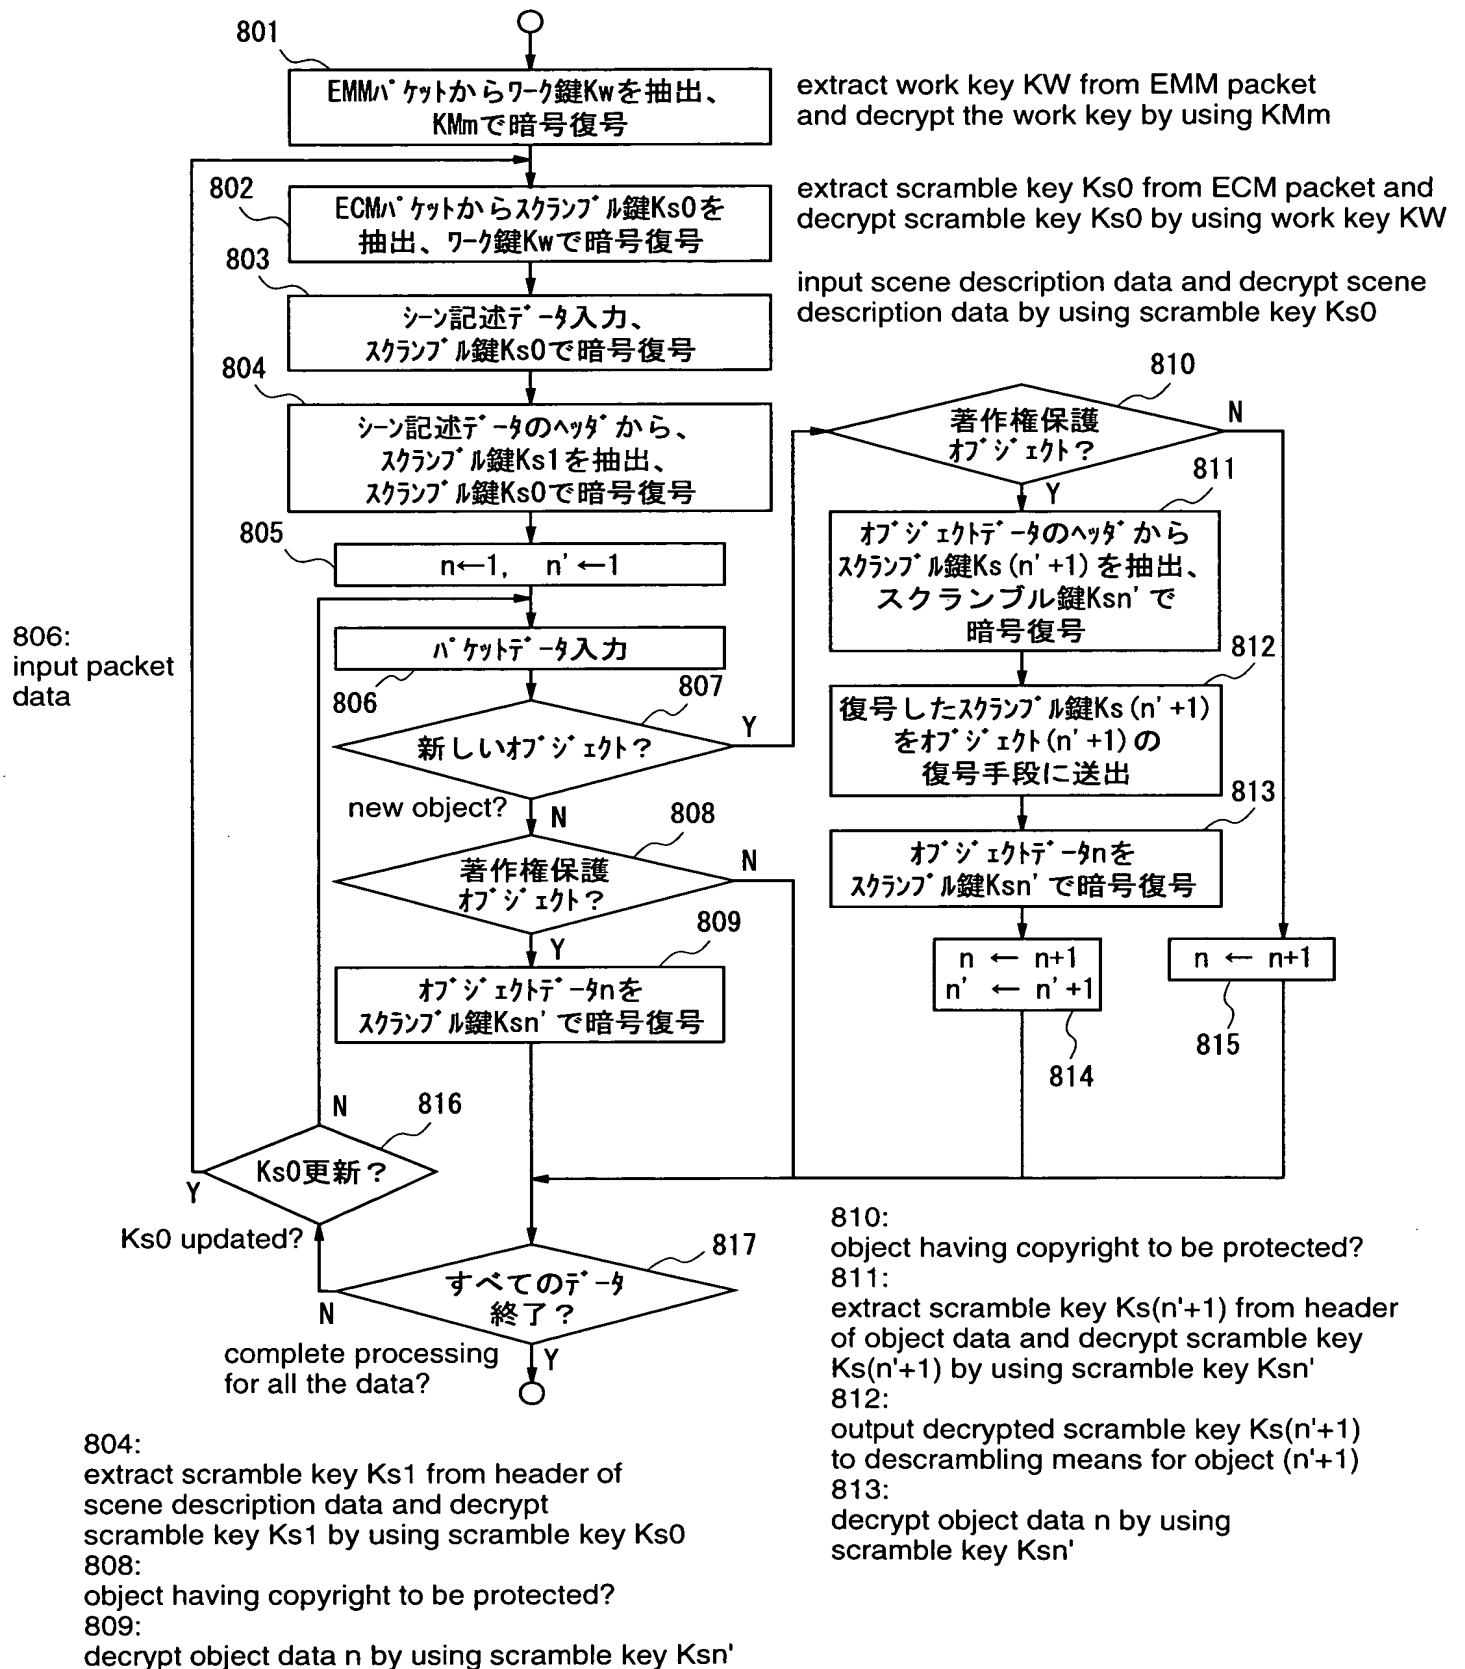 801
EMMパケットからワーク鍵Kwを抽出、
KMmで暗号復号
extract work key KW from EMM packet
and decrypt the work key by using KMm
802
ECMパケットからスクランブル鍵Ks0を
抽出、ワーク鍵Kwで暗号復号
extract scramble key Ks0 from ECM packet and
decrypt scramble key Ks0 by using work key KW
803
シーン記述データ入力、
スクランブル鍵Ks0で暗号復号
input scene description data and decrypt scene
description data by using scramble key Ks0
804
シーン記述データのヘッダから、
スクランブル鍵Ks1を抽出、
スクランブル鍵Ks0で暗号復号
805
n←1, n'←1
806:
input packet
data
パケットデータ入力
806
807
新しいオブジェクト?
Y
new object?
N
808
著作権保護
オブジェクト?
N
Y
809
オブジェクトデータnを
スクランブル鍵Ksn'で暗号復号
810
著作権保護
オブジェクト?
N
Y
811
オブジェクトデータのヘッダから
スクランブル鍵Ks(n'+1)を抽出、
スクランブル鍵Ksn'で
暗号復号
812
復号したスクランブル鍵Ks(n'+1)
をオブジェクト(n'+1)の
復号手段に送出
813
オブジェクトデータnを
スクランブル鍵Ksn'で暗号復号
n ← n+1
n' ← n'+1
814
n ← n+1
815
N
816
Ks0更新?
Y
Ks0 updated?
817
すべてのデータ
終了?
N
Y
complete processing
for all the data?
804:
extract scramble key Ks1 from header of
scene description data and decrypt
scramble key Ks1 by using scramble key Ks0
808:
object having copyright to be protected?
809:
decrypt object data n by using scramble key Ksn'
810:
object having copyright to be protected?
811:
extract scramble key Ks(n'+1) from header
of object data and decrypt scramble key
Ks(n'+1) by using scramble key Ksn'
812:
output decrypted scramble key Ks(n'+1)
to descrambling means for object (n'+1)
813:
decrypt object data n by using
scramble key Ksn'